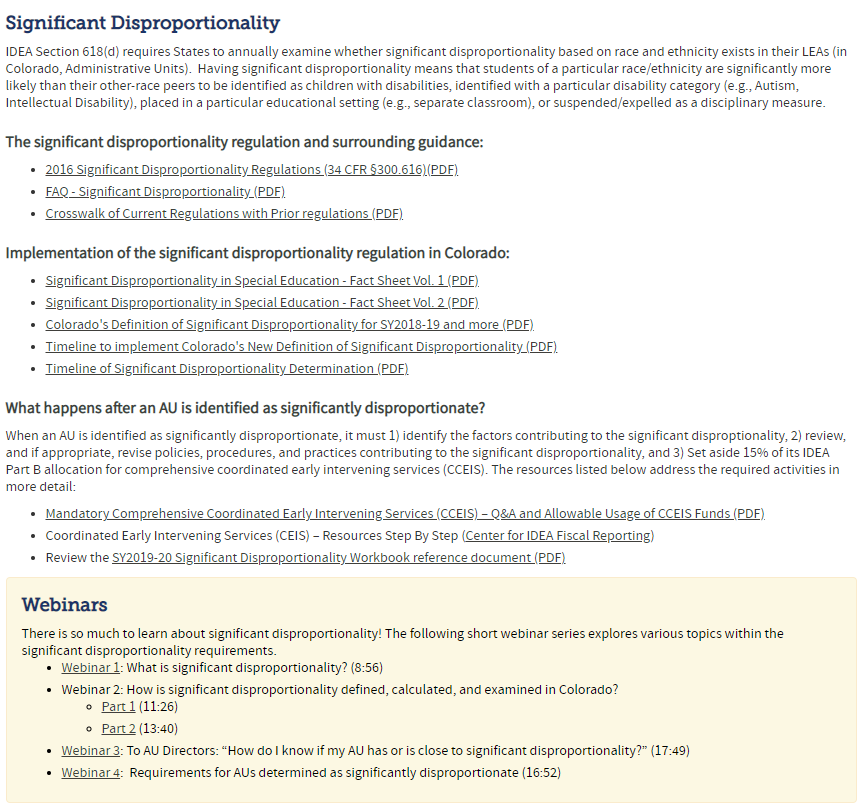 Significant Disproportionality
IDEA Section 618(d) requires States to annually examine whether significant disproportionality based on race and ethnicity exists in their LEAs (in
Colorado, Administrative Units).  Having significant disproportionality means that students of a particular race/ethnicity are significantly more
likely than their other-race peers to be identified as children with disabilities, identified with a particular disability category (e.g., Autism,
Intellectual Disability), placed in a particular educational setting (e.g., separate classroom), or suspended/expelled as a disciplinary measure.
The significant disproportionality regulation and surrounding guidance:
• 2016 Significant Disproportionality Regulations (34 CFR §300.616)(PDF)
• FAQ - Significant Disproportionality (PDF)
• Crosswalk of Current Regulations with Prior regulations (PDF)
Implementation of the significant disproportionality regulation in Colorado:
• Significant Disproportionality in Special Education - Fact Sheet Vol. 1 (PDF)
• Significant Disproportionality in Special Education - Fact Sheet Vol. 2 (PDF)
• Colorado's Definition of Significant Disproportionality for SY2018-19 and more (PDF)
• Timeline to implement Colorado's New Definition of Significant Disproportionality (PDF)
• Timeline of Significant Disproportionality Determination (PDF)
What happens after an AU is identified as significantly disproportionate?
When an AU is identified as significantly disproportionate, it must 1) identify the factors contributing to the significant disproptionality, 2) review,
and if appropriate, revise policies, procedures, and practices contributing to the significant disproportionality, and 3) Set aside 15% of its IDEA
Part B allocation for comprehensive coordinated early intervening services (CCEIS). The resources listed below address the required activities in
more detail:
• Mandatory Comprehensive Coordinated Early Intervening Services (CCEIS) – Q&A and Allowable Usage of CCEIS Funds (PDF)
• Coordinated Early Intervening Services (CEIS) – Resources Step By Step (Center for IDEA Fiscal Reporting)
• Review the SY2019-20 Significant Disproportionality Workbook reference document (PDF)
Webinars
There is so much to learn about significant disproportionality! The following short webinar series explores various topics within the
significant disproportionality requirements.
• Webinar 1: What is significant disproportionality? (8:56)
• Webinar 2: How is significant disproportionality defined, calculated, and examined in Colorado?
◦ Part 1 (11:26)
◦ Part 2 (13:40)
• Webinar 3: To AU Directors: “How do I know if my AU has or is close to significant disproportionality?” (17:49)
• Webinar 4:  Requirements for AUs determined as significantly disproportionate (16:52)